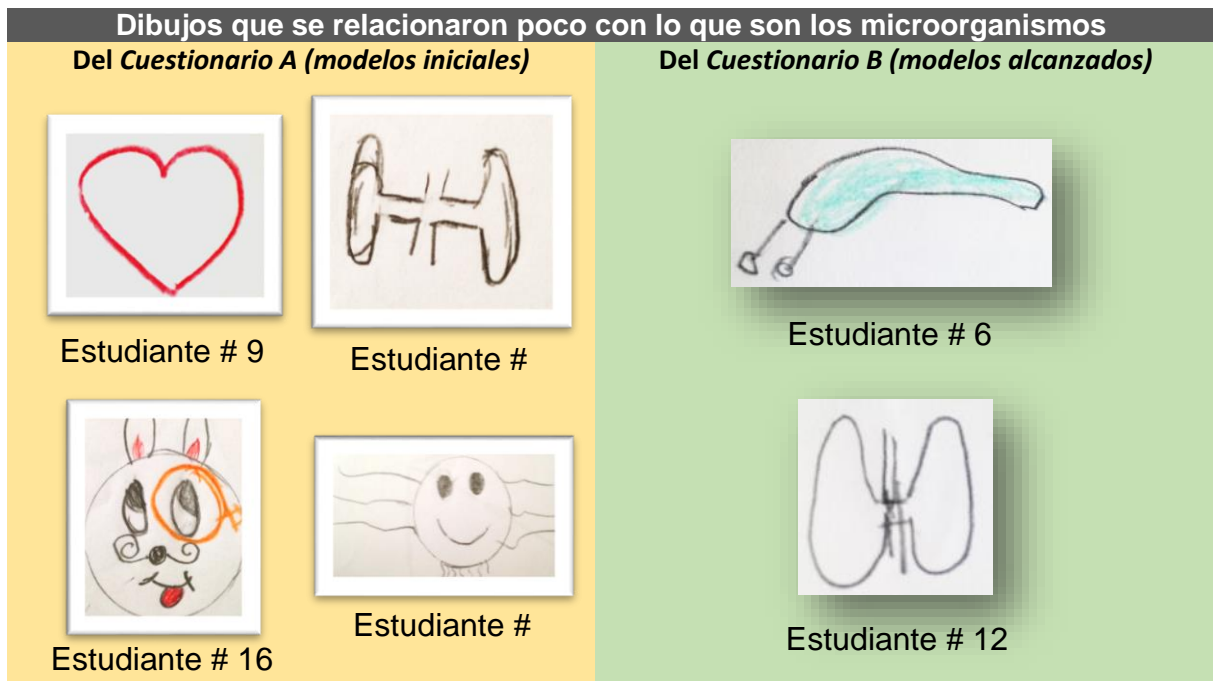 Dibujos que se relacionaron poco con lo que son los microorganismos
Del Cuestionario A (modelos iniciales)
Del Cuestionario B (modelos alcanzados)
Estudiante # 9
Estudiante #
Estudiante # 6
Estudiante # 16
Estudiante #
Estudiante # 12